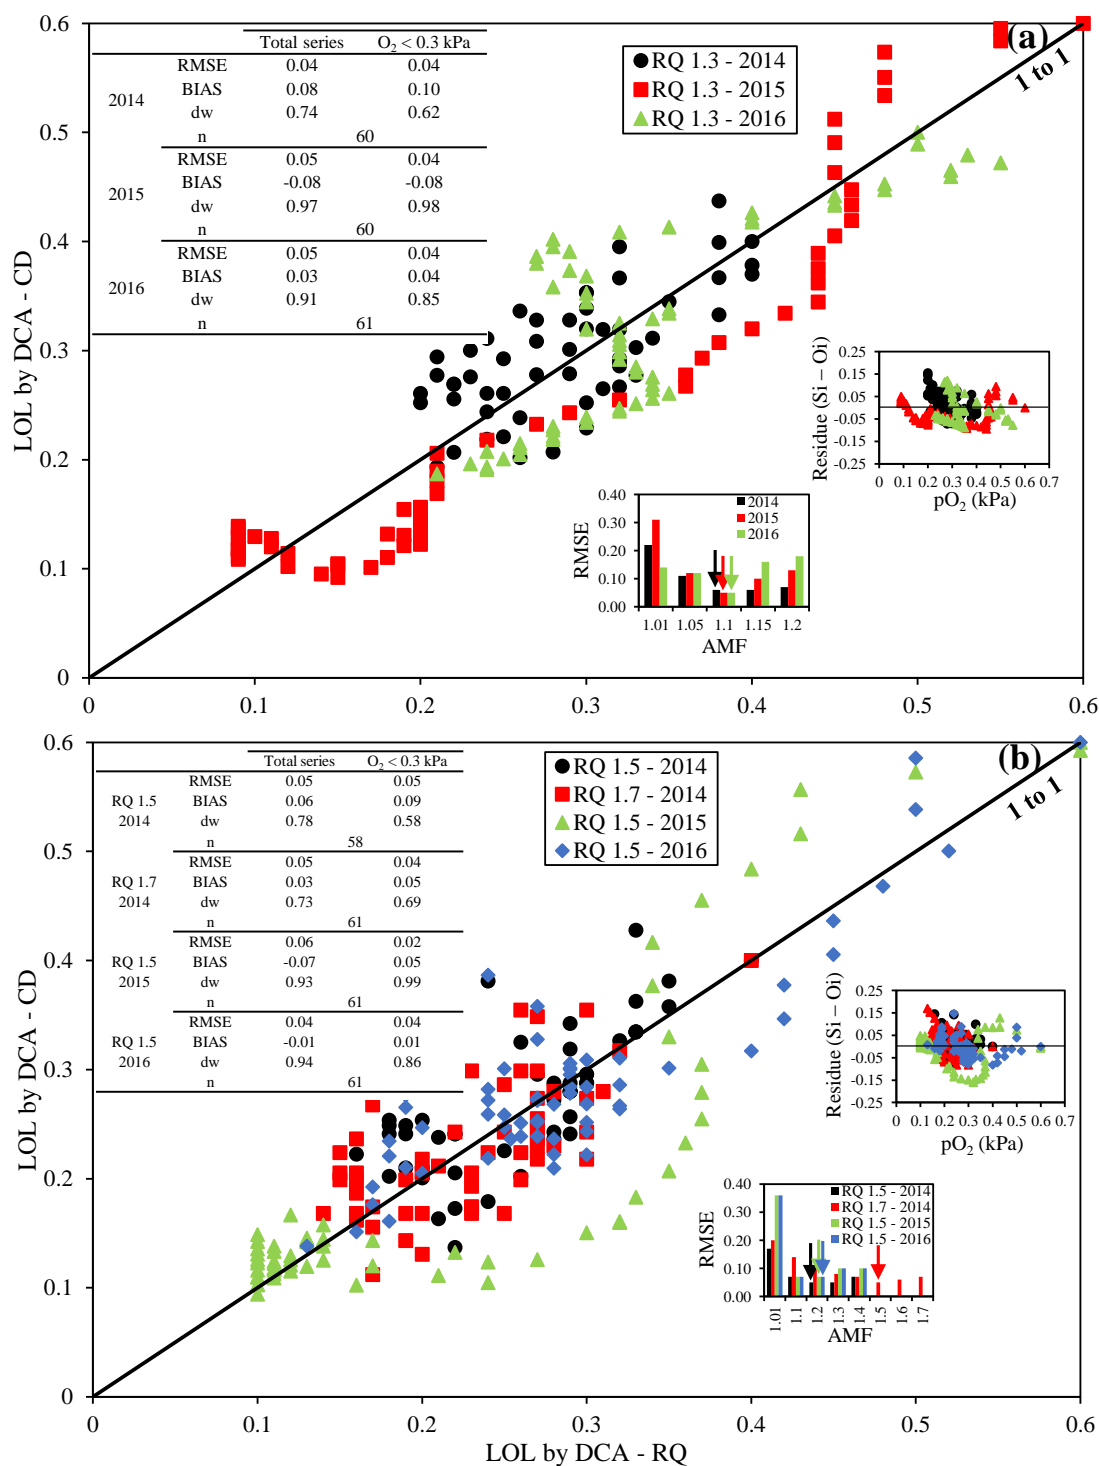 (a)
1 to 1
LOL by DCA - CD
0.6
0.5
0.4
0.3
0.2
0.1
0
0 0.1 0.2 0.3 0.4 0.5 0.6
Total series O2 < 0.3 kPa
2014
RMSE 0.04 0.04
BIAS 0.08 0.10
dw 0.74 0.62
n 60
2015
RMSE 0.05 0.04
BIAS -0.08 -0.08
dw 0.97 0.98
n 60
2016
RMSE 0.05 0.04
BIAS 0.03 0.04
dw 0.91 0.85
n 61
RQ 1.3 - 2014
RQ 1.3 - 2015
RQ 1.3 - 2016
Residue (Si – Oi)
0.25
0.15
0.05
-0.05
-0.15
-0.25
0 0.1 0.2 0.3 0.4 0.5 0.6 0.7
pO2 (kPa)
RMSE
0.40
0.30
0.20
0.10
0.00
2014
2015
2016
1.01 1.05 1.1 1.15 1.2
AMF
(b)
1 to 1
LOL by DCA - CD
0.6
0.5
0.4
0.3
0.2
0.1
0
0 0.1 0.2 0.3 0.4 0.5 0.6
LOL by DCA - RQ
Total series O2 < 0.3 kPa
RMSE 0.05 0.05
RQ 1.5 BIAS 0.06 0.09
2014 dw 0.78 0.58
n 58
RMSE 0.05 0.04
RQ 1.7 BIAS 0.03 0.05
2014 dw 0.73 0.69
n 61
RMSE 0.06 0.02
RQ 1.5 BIAS -0.07 0.05
2015 dw 0.93 0.99
n 61
RMSE 0.04 0.04
RQ 1.5 BIAS -0.01 0.01
2016 dw 0.94 0.86
n 61
RQ 1.5 - 2014
RQ 1.7 - 2014
RQ 1.5 - 2015
RQ 1.5 - 2016
Residue (Si – Oi)
0.25
0.15
0.05
-0.05
-0.15
-0.25
0 0.1 0.2 0.3 0.4 0.5 0.6 0.7
pO2 (kPa)
RMSE
0.40
0.30
0.20
0.10
0.00
RQ 1.5 - 2014
RQ 1.7 - 2014
RQ 1.5 - 2015
RQ 1.5 - 2016
1.01 1.1 1.2 1.3 1.4 1.5 1.6 1.7
AMF